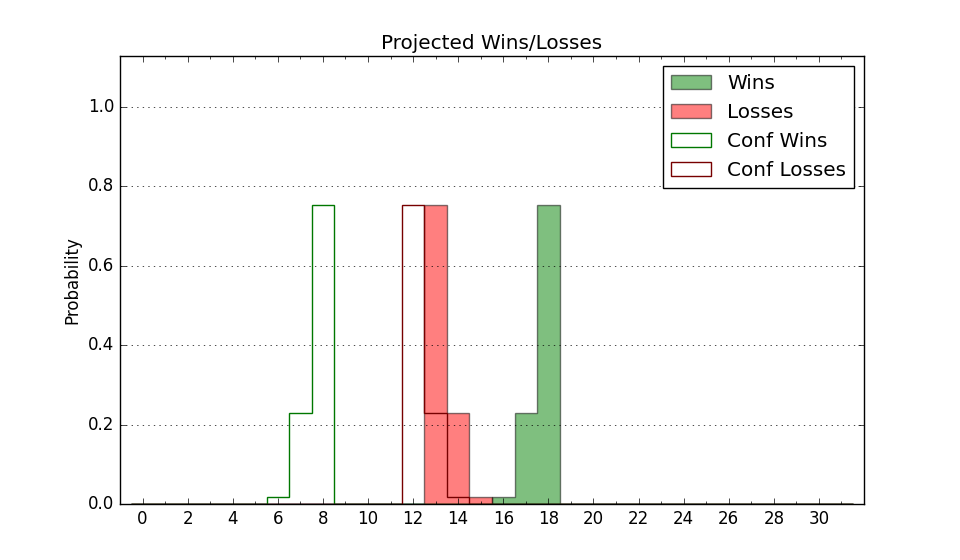 Projected Wins/Losses
Wins
Losses
Conf Wins
Conf Losses
Probability
1.0
0.8
0.6
0.4
0.2
0.0
0 2 4 6 8 10 12 14 16 18 20 22 24 26 28 30